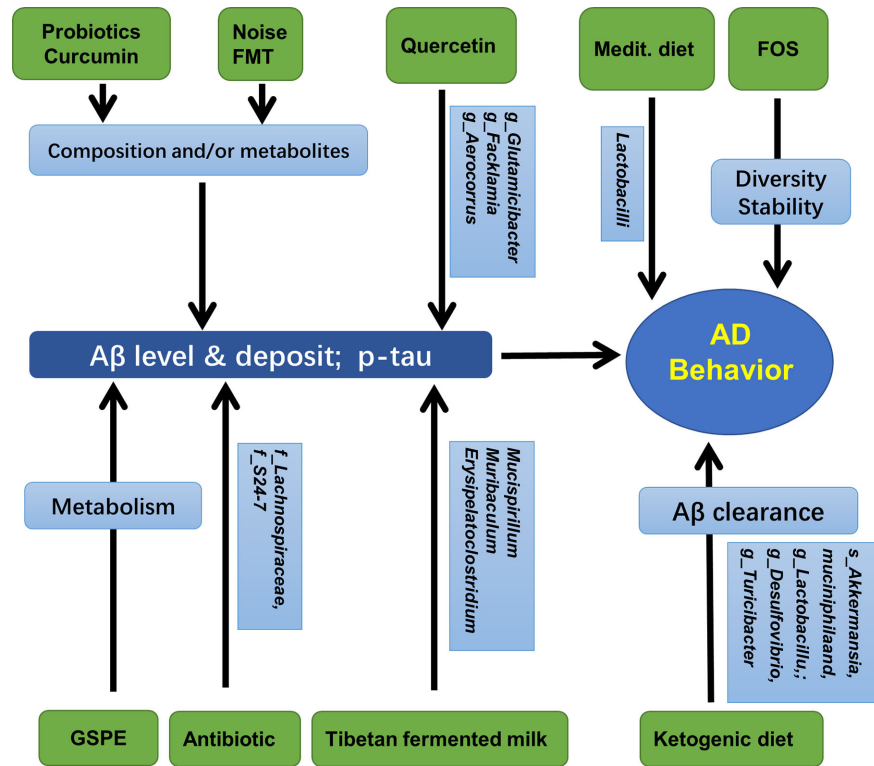 Probiotics
Curcumin
Noise
FMT
Quercetin
Medit. diet
FOS
Composition and/or metabolites
g_Glutamicibacter
g_Facklamia
g_Aerocorrus
Lactobacilli
Diversity
Stability
Aβ level & deposit; p-tau
AD
Behavior
Metabolism
f_Lachnospiraceae,
f_S24-7
Mucispirillum
Muribaculum
Erysipelatoclostridium
Aβ clearance
s_Akkermansia,
muciniphilaand,
g_Lactobacillu,;
g_Desulfovibrio,
g_Turicibacter
GSPE
Antibiotic
Tibetan fermented milk
Ketogenic diet